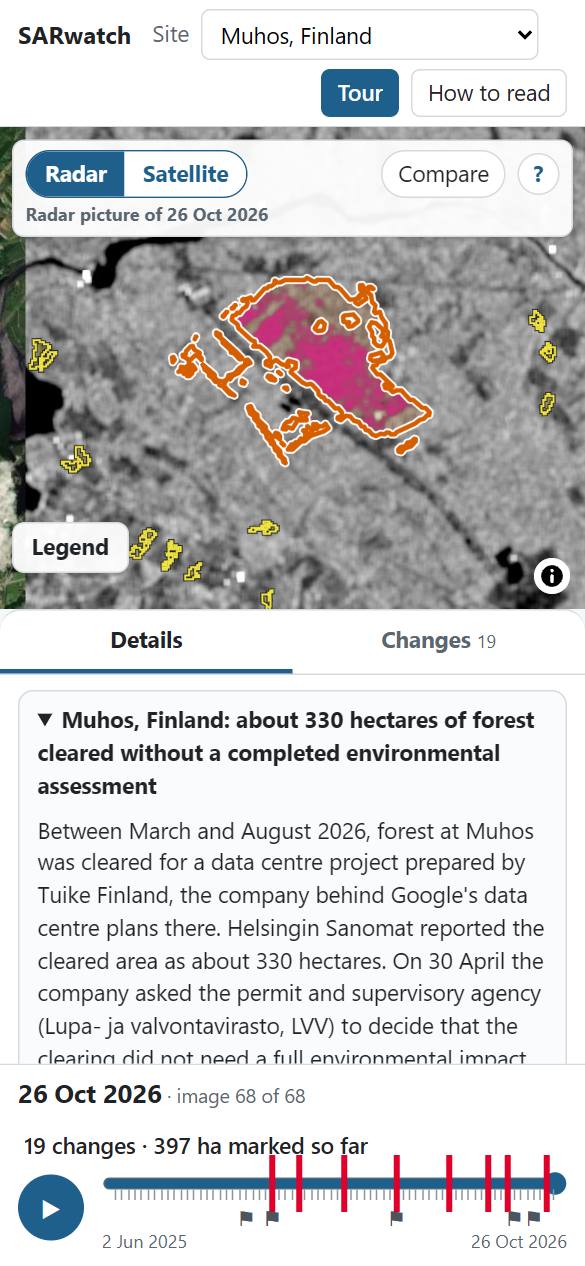 SARwatch Site Muhos, Finland
Tour How to read
Radar Satellite Compare ?
Radar picture of 26 Oct 2026
Legend
Details Changes 19
▼ Muhos, Finland: about 330 hectares of forest
cleared without a completed environmental
assessment
Between March and August 2026, forest at Muhos
was cleared for a data centre project prepared by
Tuike Finland, the company behind Google's data
centre plans there. Helsingin Sanomat reported the
cleared area as about 330 hectares. On 30 April the
company asked the permit and supervisory agency
(Lupa- ja valvontavirasto, LVV) to decide that the
clearing did not need a full environmental impact
26 Oct 2026 · image 68 of 68
19 changes · 397 ha marked so far
2 Jun 2025 26 Oct 2026